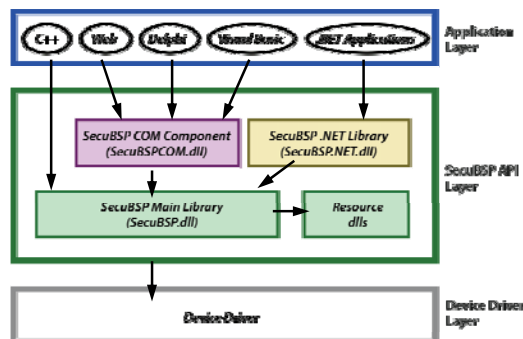 C++
Web
Delphi
Visual Basic
.NET Applications
Application
Layer
SecuBSP COM Component
(SecuBSPCOM.dll)
SecuBSP .NET Library
(SecuBSP.NET.dll)
SecuBSP API
Layer
SecuBSP Main Library
(SecuBSP.dll)
Resource
dlls
Device Driver
Device Driver
Layer